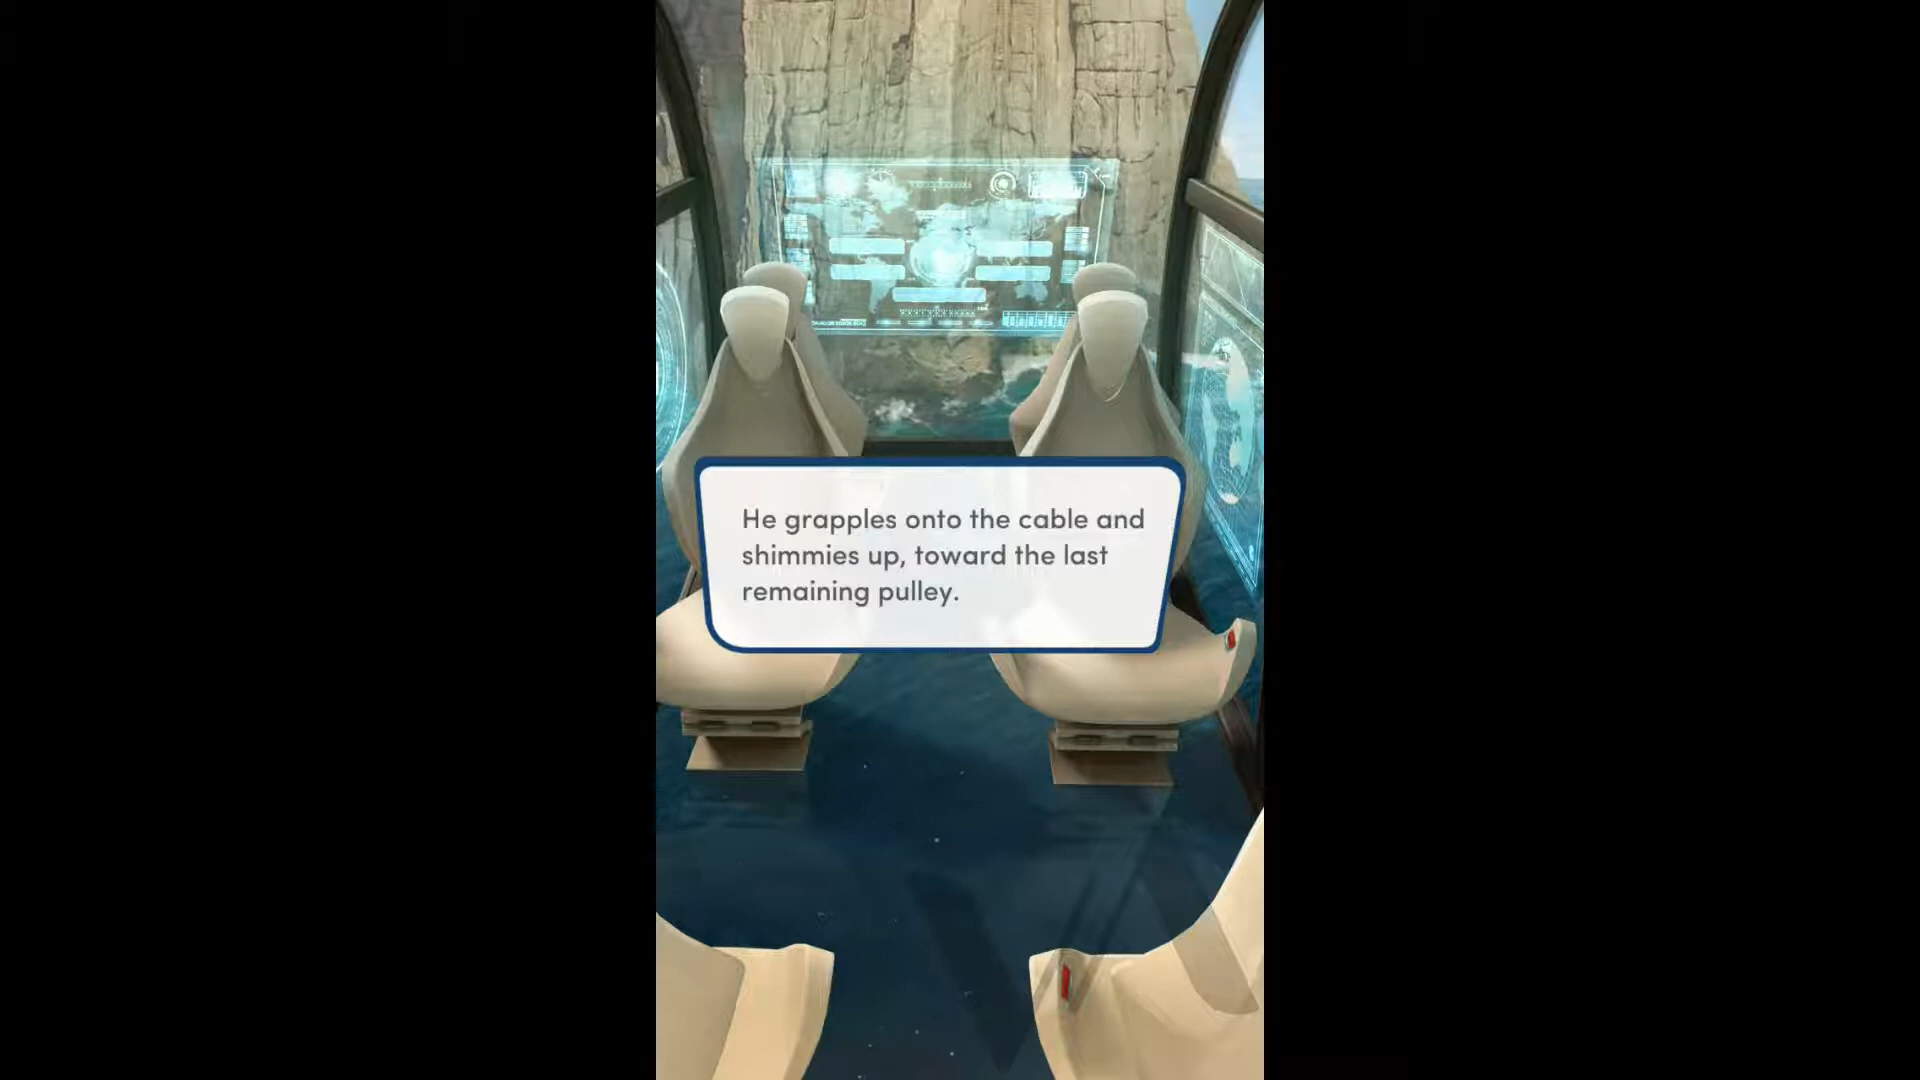 He grapples onto the cable and
shimmies up, toward the last
remaining pulley.